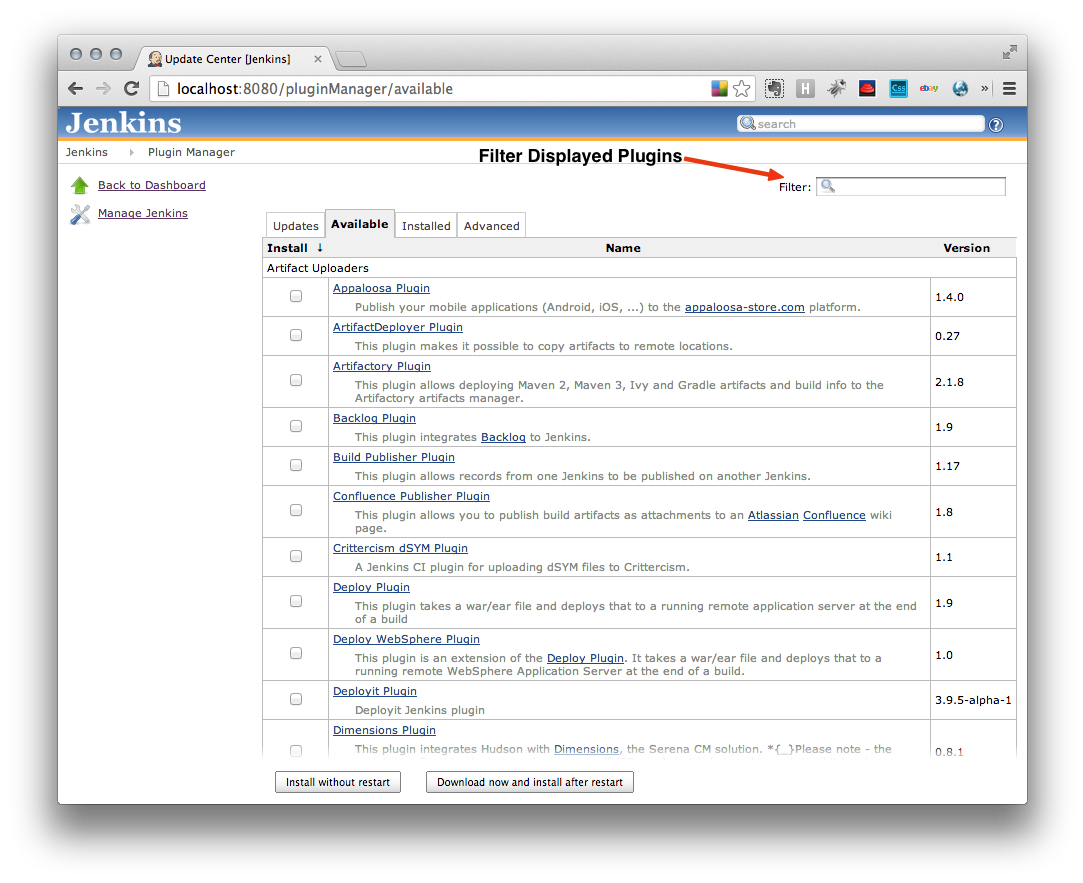 Update Center [Jenkins]
localhost:8080/pluginManager/available
H
Css
ebay
»
Jenkins
search
Jenkins
Plugin Manager
Filter Displayed Plugins
Filter:
Back to Dashboard
Manage Jenkins
Updates
Available
Installed
Advanced
Install ↓
Name
Version
Artifact Uploaders
Appaloosa Plugin
Publish your mobile applications (Android, iOS, ...) to the appaloosa-store.com platform.
1.4.0
ArtifactDeployer Plugin
This plugin makes it possible to copy artifacts to remote locations.
0.27
Artifactory Plugin
This plugin allows deploying Maven 2, Maven 3, Ivy and Gradle artifacts and build info to the
Artifactory artifacts manager.
2.1.8
Backlog Plugin
This plugin integrates Backlog to Jenkins.
1.9
Build Publisher Plugin
This plugin allows records from one Jenkins to be published on another Jenkins.
1.17
Confluence Publisher Plugin
This plugin allows you to publish build artifacts as attachments to an Atlassian Confluence wiki
page.
1.8
Crittercism dSYM Plugin
A Jenkins CI plugin for uploading dSYM files to Crittercism.
1.1
Deploy Plugin
This plugin takes a war/ear file and deploys that to a running remote application server at the end
of a build
1.9
Deploy WebSphere Plugin
This plugin is an extension of the Deploy Plugin. It takes a war/ear file and deploys that to a
running remote WebSphere Application Server at the end of a build.
1.0
Deployit Plugin
Deployit Jenkins plugin
3.9.5-alpha-1
Dimensions Plugin
This plugin integrates Hudson with Dimensions, the Serena CM solution. *{_}Please note - the
0.8.1
Install without restart
Download now and install after restart